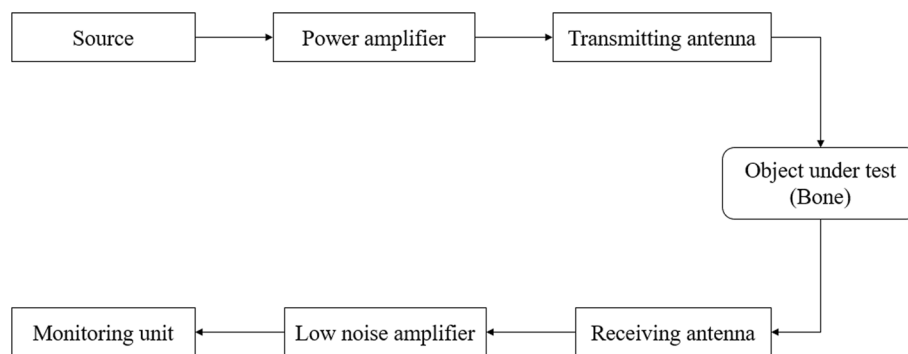 Source
Power amplifier
Transmitting antenna
Object under test
(Bone)
Receiving antenna
Low noise amplifier
Monitoring unit